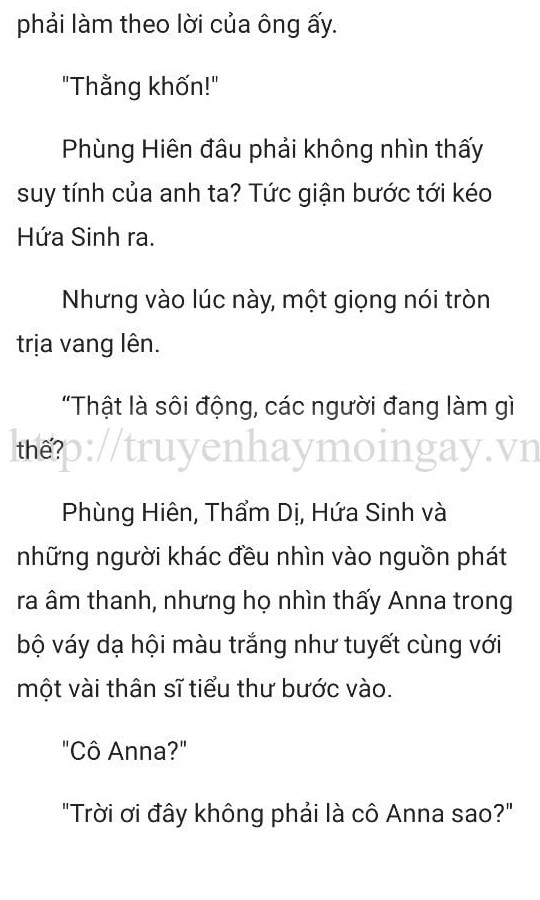 phải làm theo lời của ông ấy.
"Thằng khốn!"
Phùng Hiên đâu phải không nhìn thấy
suy tính của anh ta? Tức giận bước tới kéo
Hứa Sinh ra.
Nhưng vào lúc này, một giọng nói tròn
trịa vang lên.
“Thật là sôi động, các người đang làm gì
thế?
http://truyenhaymoingay.vn
Phùng Hiên, Thẩm Dị, Hứa Sinh và
những người khác đều nhìn vào nguồn phát
ra âm thanh, nhưng họ nhìn thấy Anna trong
bộ váy dạ hội màu trắng như tuyết cùng với
một vài thân sĩ tiểu thư bước vào.
"Cô Anna?"
"Trời ơi đây không phải là cô Anna sao?"